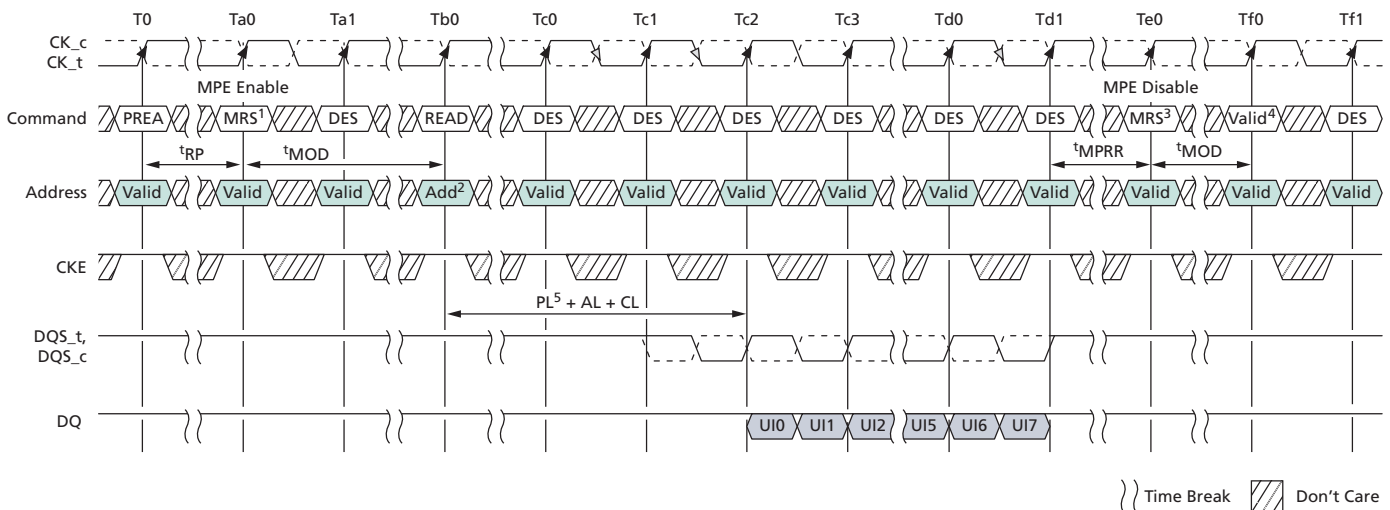 T0 Ta0 Ta1 Tb0 Tc0 Tc1 Tc2 Tc3 Td0 Td1 Te0 Tf0 Tf1
CK_c
CK_t
MPE Enable MPE Disable
Command PREA MRS¹ DES READ DES DES DES DES DES DES MRS³ Valid⁴ DES
tRP tMOD tMPRR tMOD
Address Valid Valid Valid Add² Valid Valid Valid Valid Valid Valid Valid Valid Valid
CKE
PL⁵ + AL + CL
DQS_t,
DQS_c
DQ UI0 UI1 UI2 UI5 UI6 UI7
Time Break Don't Care